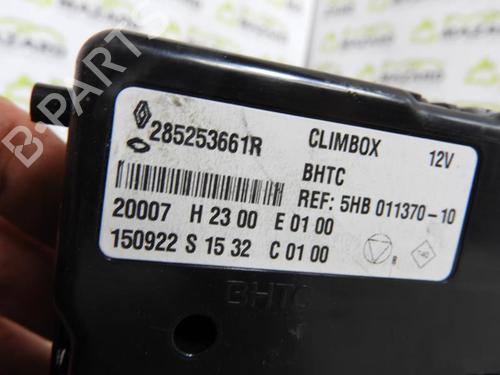 285253661R CLIMBOX 12V
BHTC
REF: 5HB 011370-10
20007 H 23 00 E 01 00
150922 S 15 32 C 01 00
R
T40
BHTC
B-PARTS